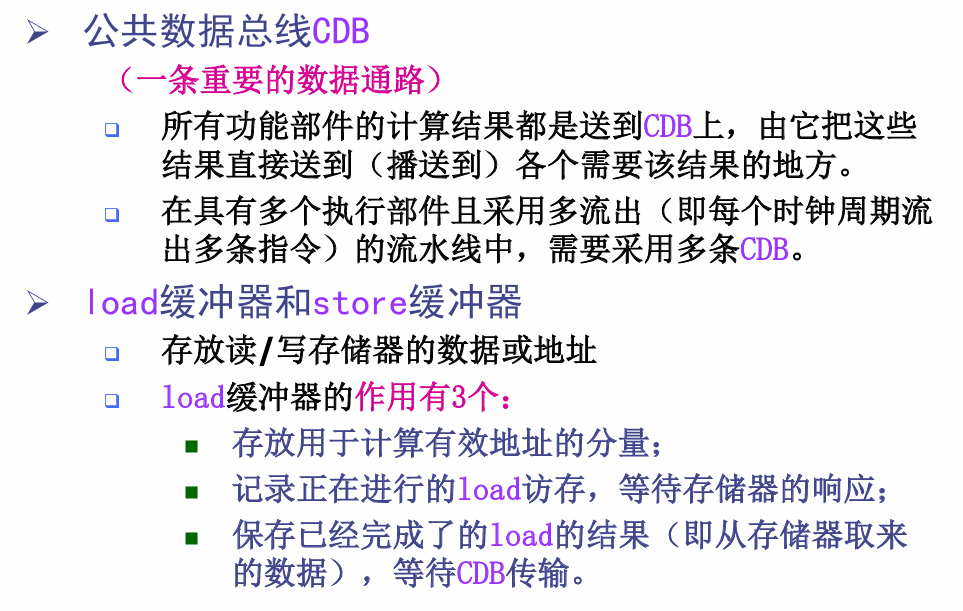 公共数据总线CDB
（一条重要的数据通路）
所有功能部件的计算结果都是送到CDB上，由它把这些
结果直接送到（播送到）各个需要该结果的地方。
在具有多个执行部件且采用多流出（即每个时钟周期流
出多条指令）的流水线中，需要采用多条CDB。
load缓冲器和store缓冲器
存放读/写存储器的数据或地址
load缓冲器的作用有3个：
存放用于计算有效地址的分量；
记录正在进行的load访存，等待存储器的响应；
保存已经完成了的load的结果（即从存储器取来
的数据），等待CDB传输。